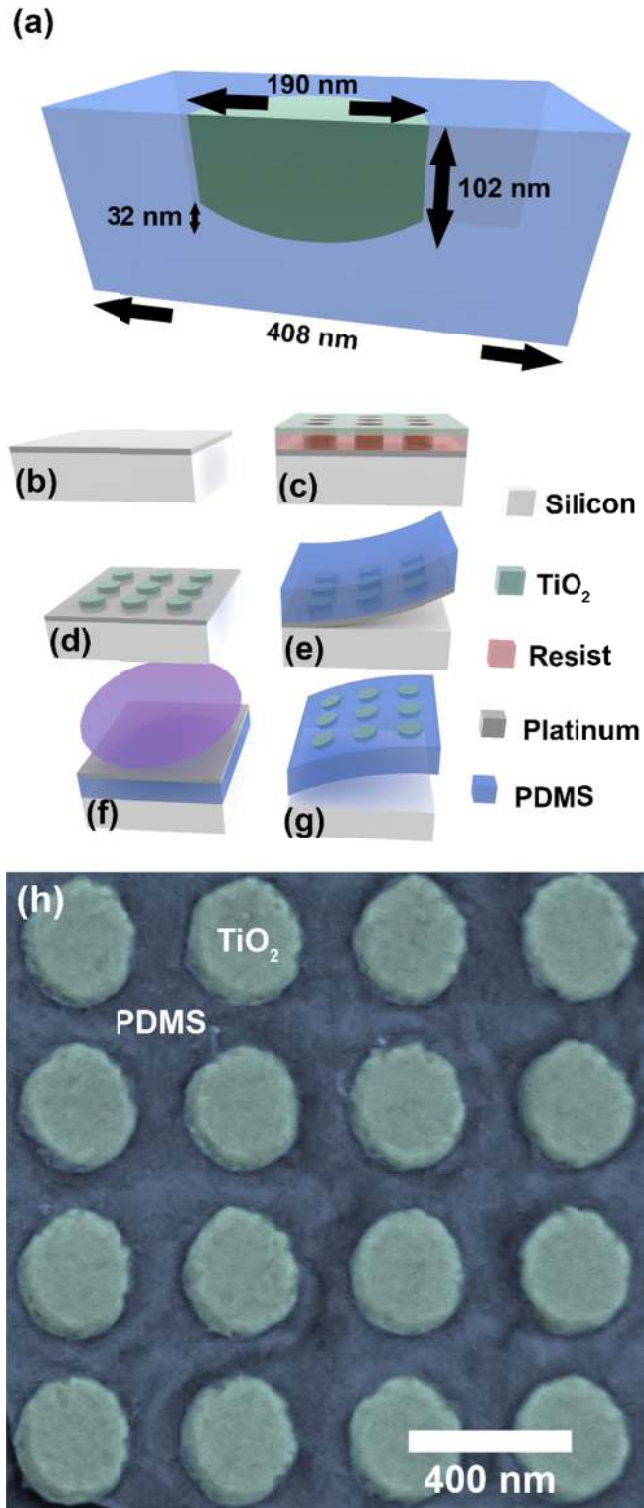 (a)
190 nm
102 nm
32 nm
408 nm
(b)
(c)
Silicon
(d)
(e)
TiO₂
Resist
(f)
(g)
Platinum
PDMS
(h)
TiO₂
PDMS
400 nm